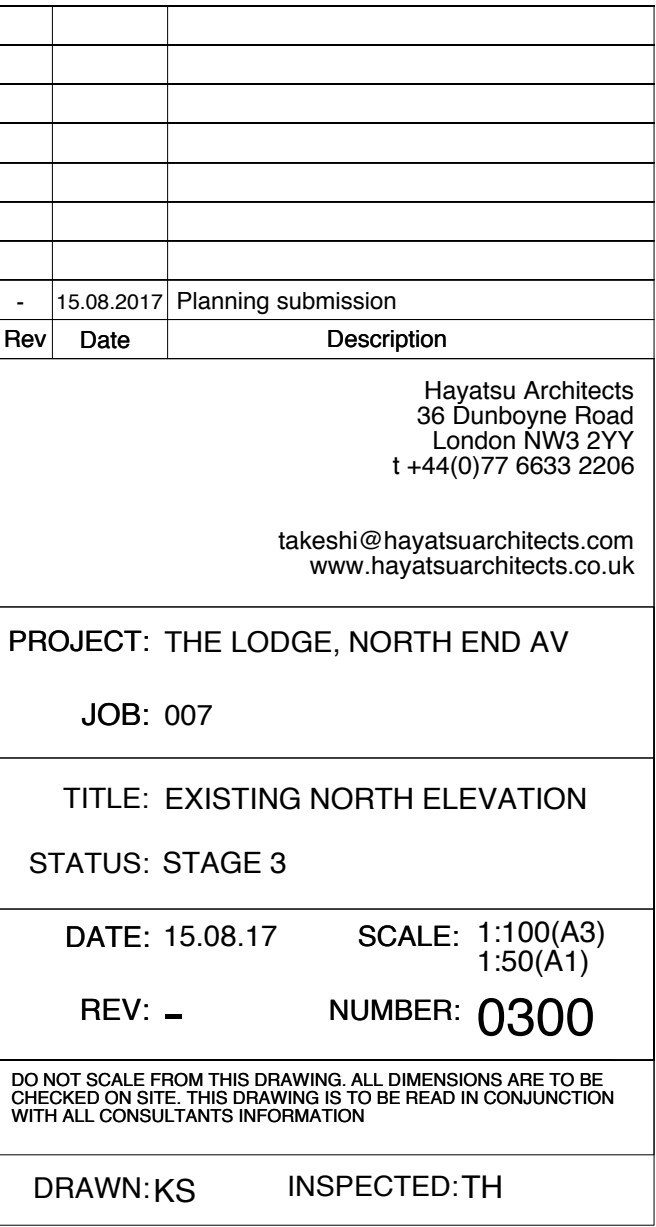 - 15.08.2017 Planning submission
Rev Date Description
Hayatsu Architects
36 Dunboyne Road
London NW3 2YY
t +44(0)77 6633 2206
takeshi@hayatsuarchitects.com
www.hayatsuarchitects.co.uk
PROJECT: THE LODGE, NORTH END AV
JOB: 007
TITLE: EXISTING NORTH ELEVATION
STATUS: STAGE 3
DATE: 15.08.17 SCALE: 1:100(A3)
1:50(A1)
REV: - NUMBER: 0300
DO NOT SCALE FROM THIS DRAWING. ALL DIMENSIONS ARE TO BE
CHECKED ON SITE. THIS DRAWING IS TO BE READ IN CONJUNCTION
WITH ALL CONSULTANTS INFORMATION
DRAWN: KS INSPECTED: TH